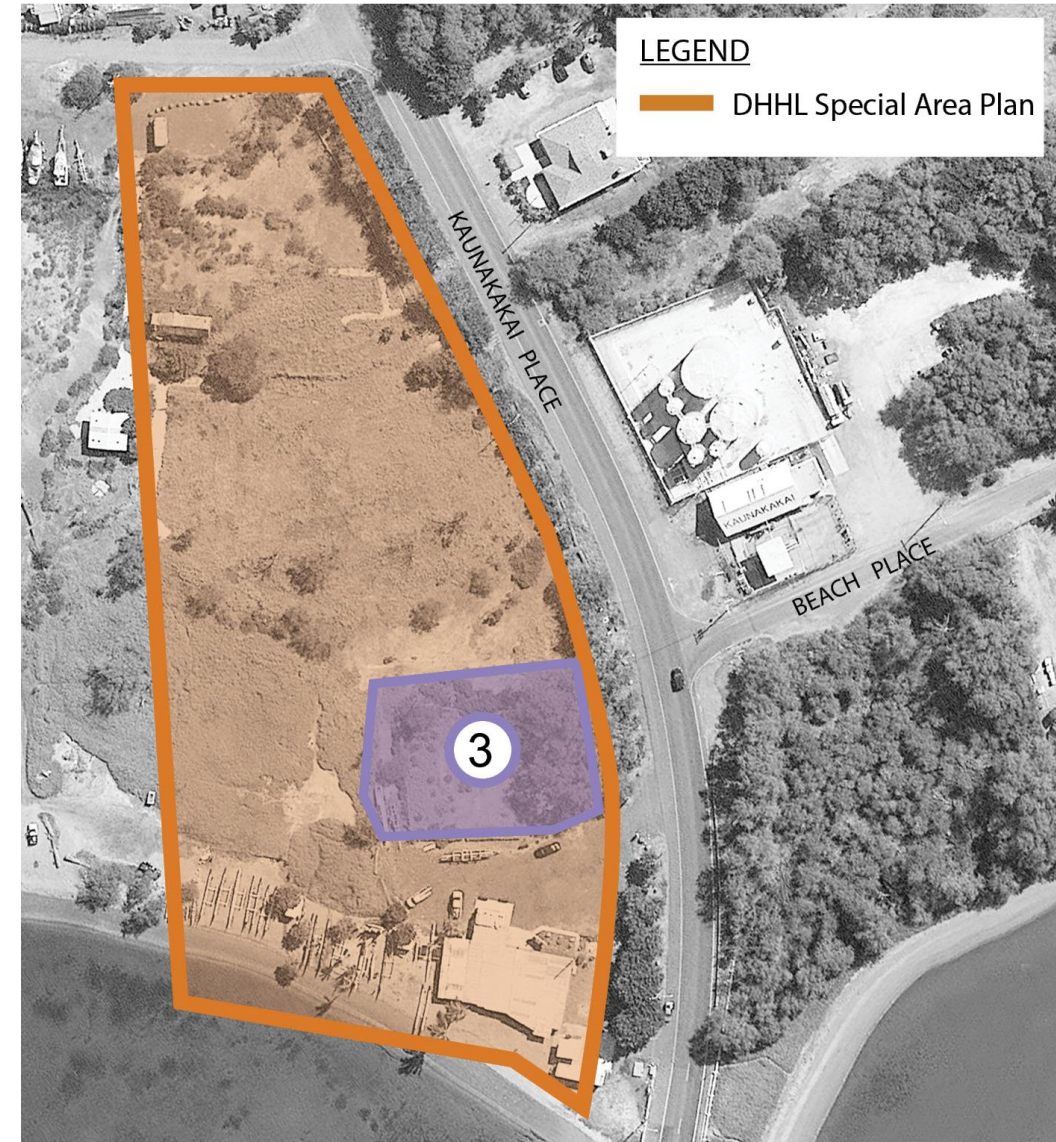 LEGEND
DHHL Special Area Plan
KAUNAKAKAI PLACE
KAUNAKAKAI
BEACH PLACE
3